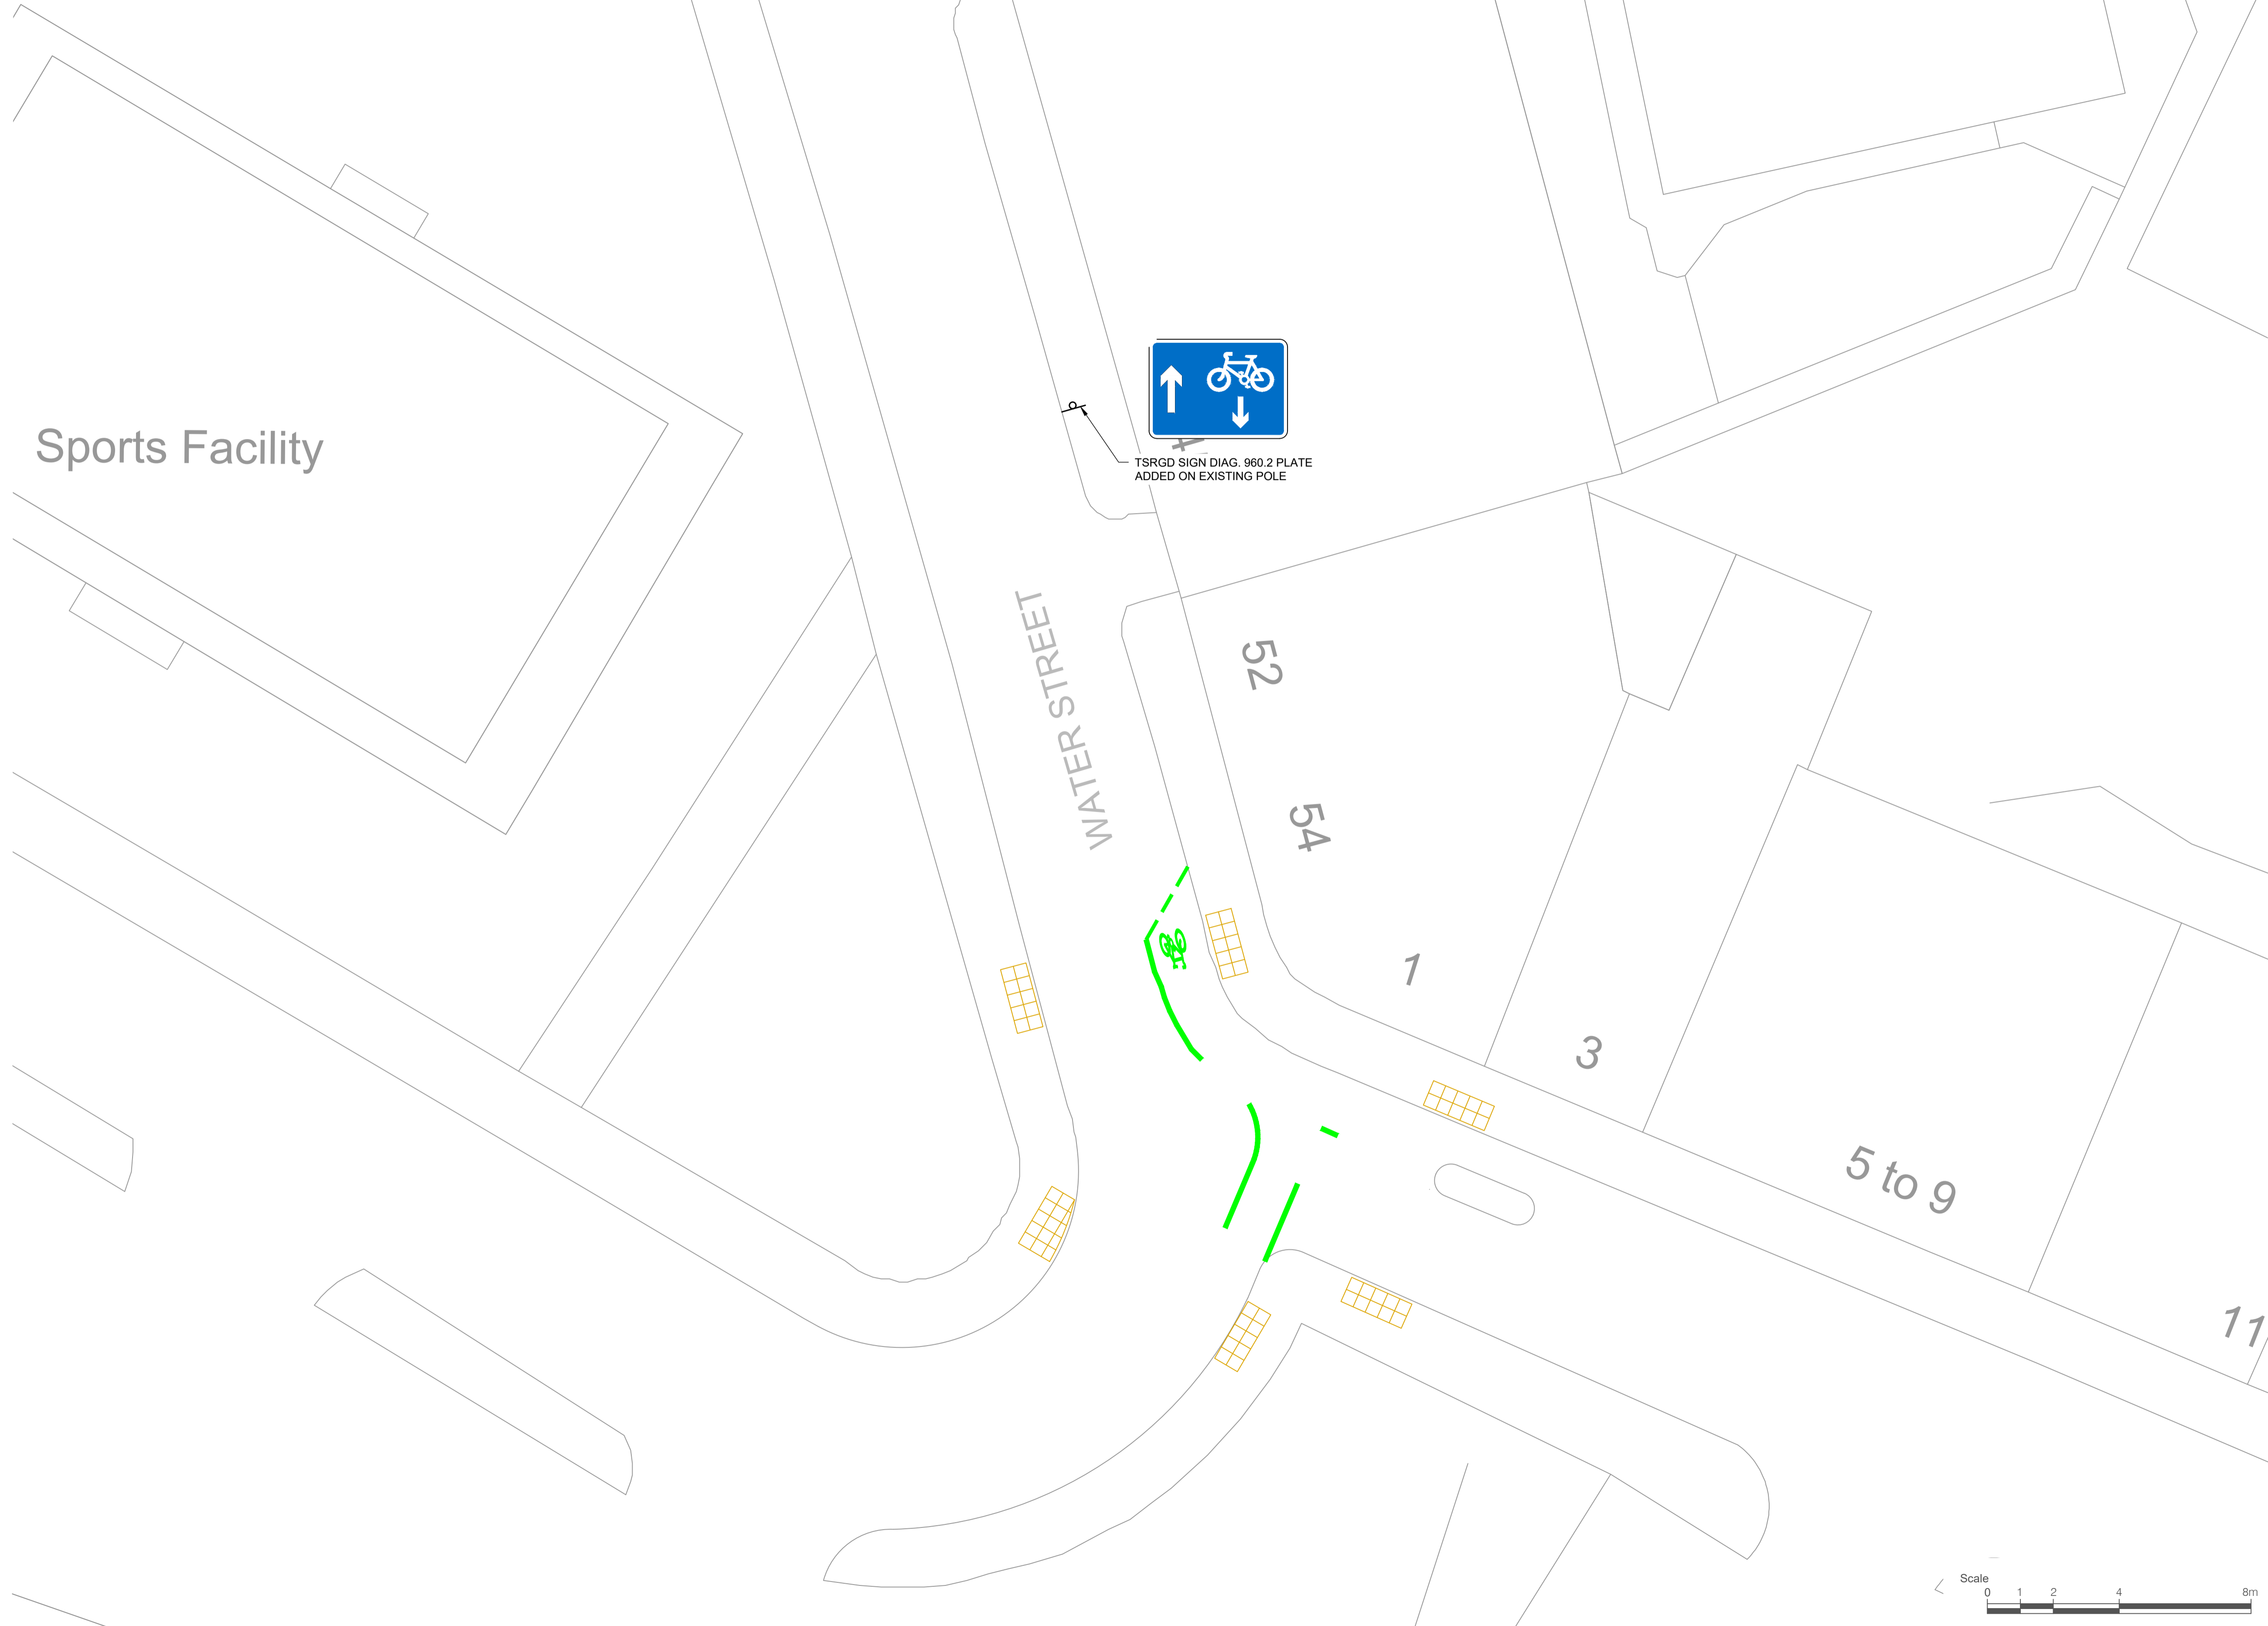 Sports Facility
4
TSRGD SIGN DIAG. 960.2 PLATE
ADDED ON EXISTING POLE
WATER STREET
52
54
1
3
5 to 9
11
Scale
0 1 2 4 8m